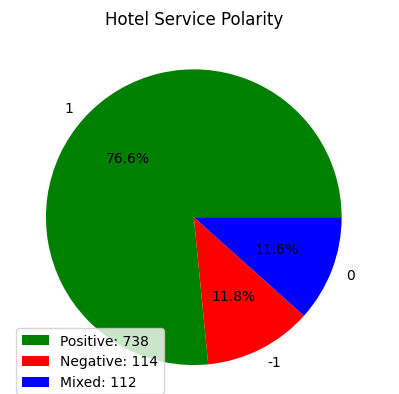 Hotel Service Polarity
1
76.6%
11.6%
0
11.8%
-1
Positive: 738
Negative: 114
Mixed: 112